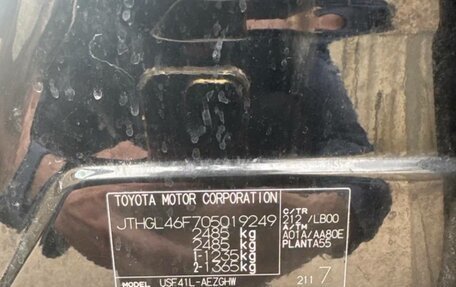 TOYOTA MOTOR CORPORATION
JTHGL46F705019249
2485 kg
2485 kg
1-1235 kg
2-1365 kg
C/TR
212 /LB00
A/TM
A01A/AA80E
PLANTA55
MODEL USF41L-AEZGHW
211 7